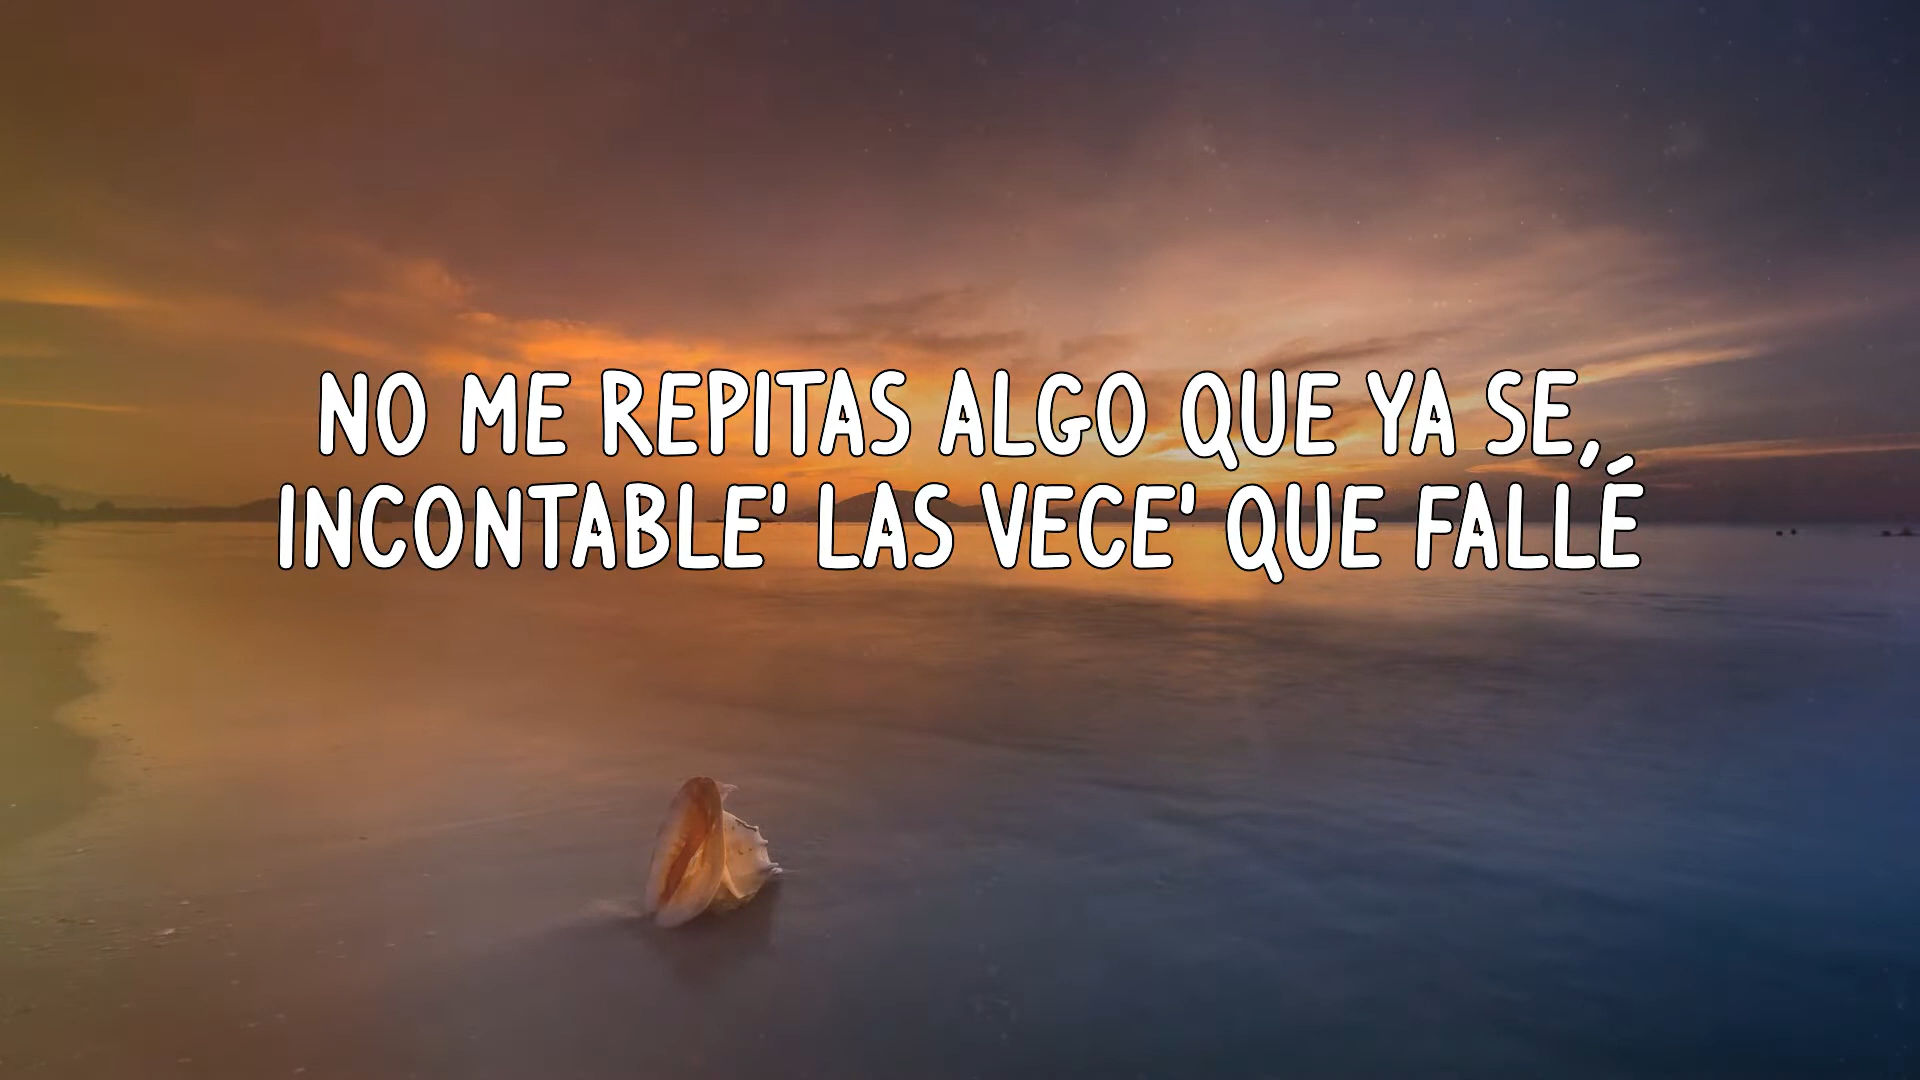 NO ME REPITAS ALGO QUE YA SE,
INCONTABLE' LAS VECE' QUE FALLÉ